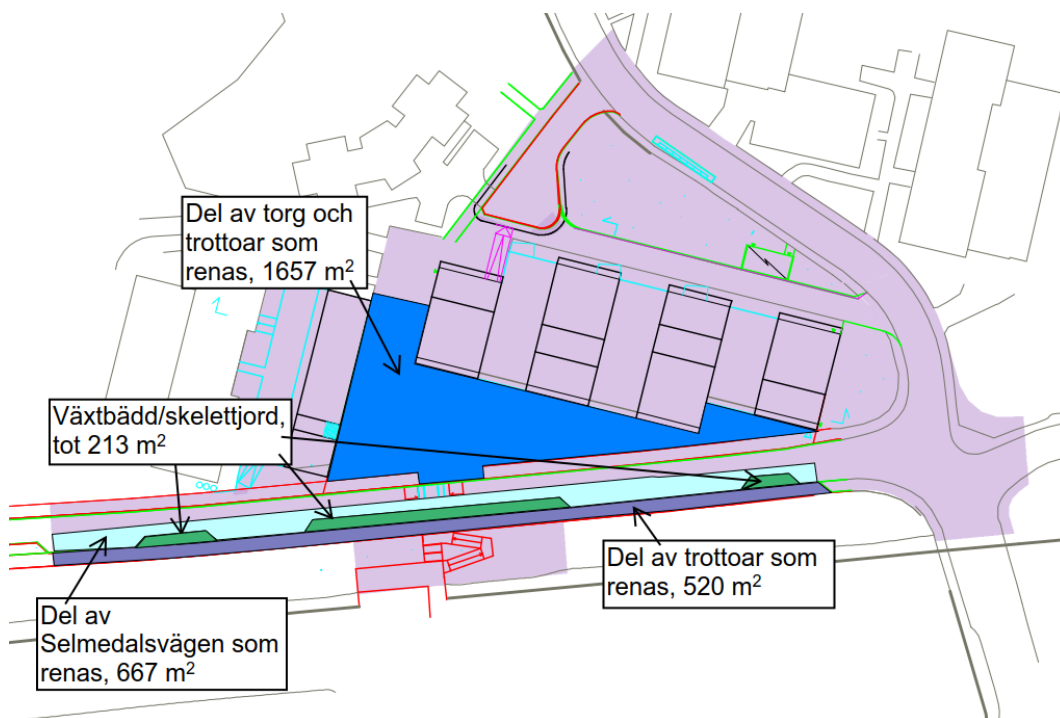 Del av torg och
trottoar som
renas, 1657 m²
Växtbädd/skelettjord,
tot 213 m²
Del av trottoar som
renas, 520 m²
Del av
Selmedalsvägen som
renas, 667 m²